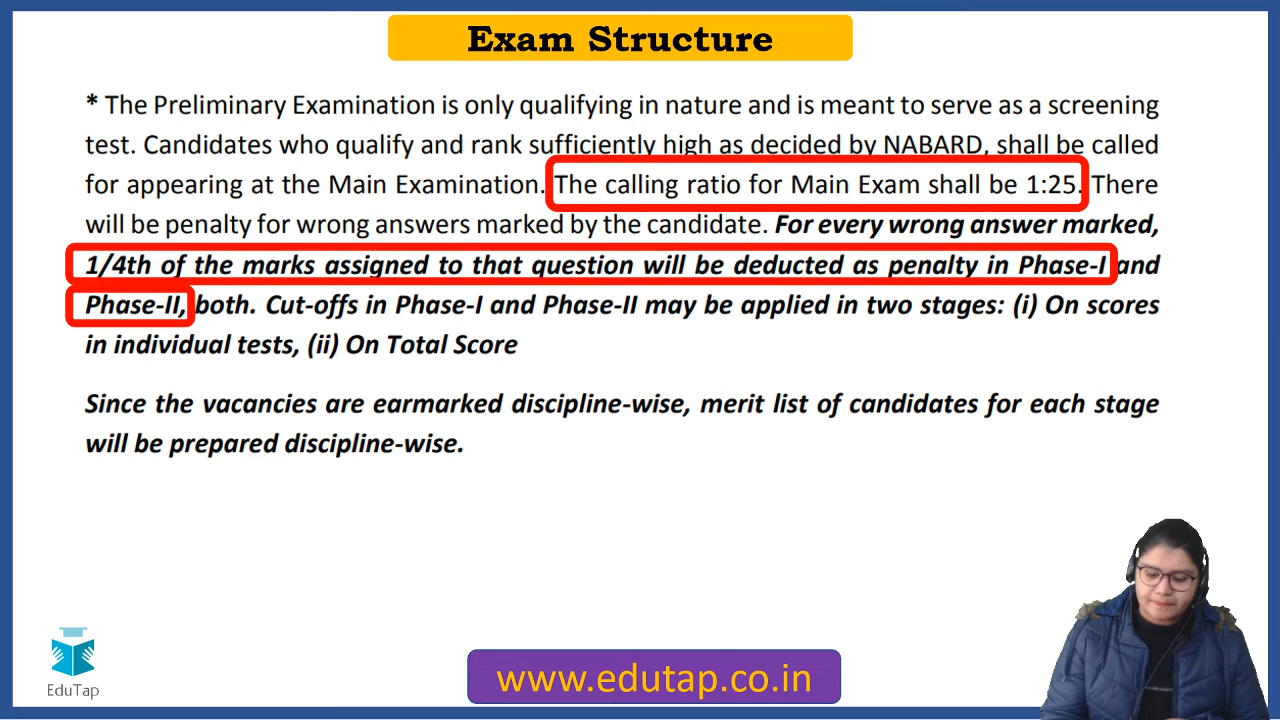 Exam Structure
* The Preliminary Examination is only qualifying in nature and is meant to serve as a screening
test. Candidates who qualify and rank sufficiently high as decided by NABARD, shall be called
for appearing at the Main Examination. The calling ratio for Main Exam shall be 1:25. There
will be penalty for wrong answers marked by the candidate. For every wrong answer marked,
1/4th of the marks assigned to that question will be deducted as penalty in Phase-I and
Phase-II, both. Cut-offs in Phase-I and Phase-II may be applied in two stages: (i) On scores
in individual tests, (ii) On Total Score
Since the vacancies are earmarked discipline-wise, merit list of candidates for each stage
will be prepared discipline-wise.
EduTap
www.edutap.co.in